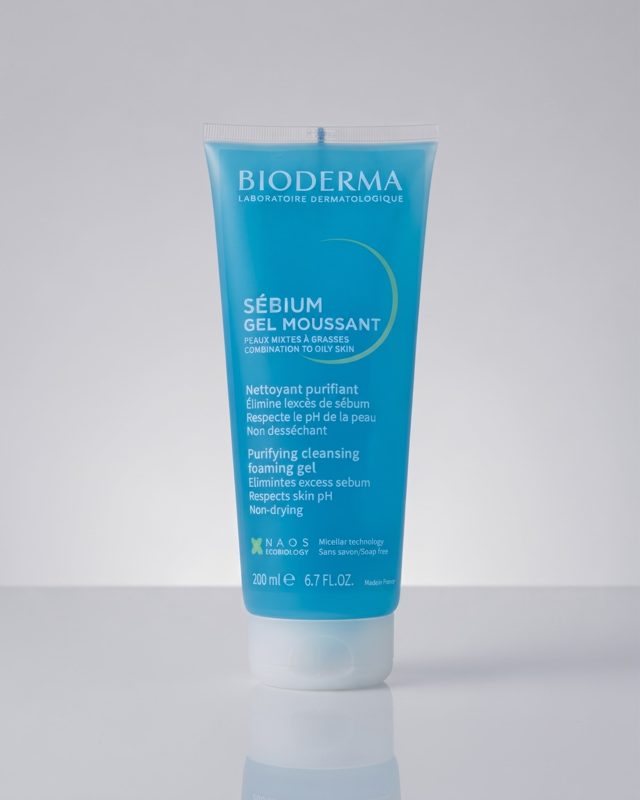 BIODERMA
LABORATOIRE DERMATOLOGIQUE
SÉBIUM
GEL MOUSSANT
PEAUX MIXTES À GRASSES
COMBINATION TO OILY SKIN
Nettoyant purifiant
Élimine lexcès de sébum
Respecte le pH de la peau
Non desséchant
Purifying cleansing
foaming gel
Elimintes excess sebum
Respects skin pH
Non-drying
NAOS
ECOBIOLOGY
Micellar technology
Sans savon/Soap free
200 ml ℮ 6.7 FL.OZ.
Madein France